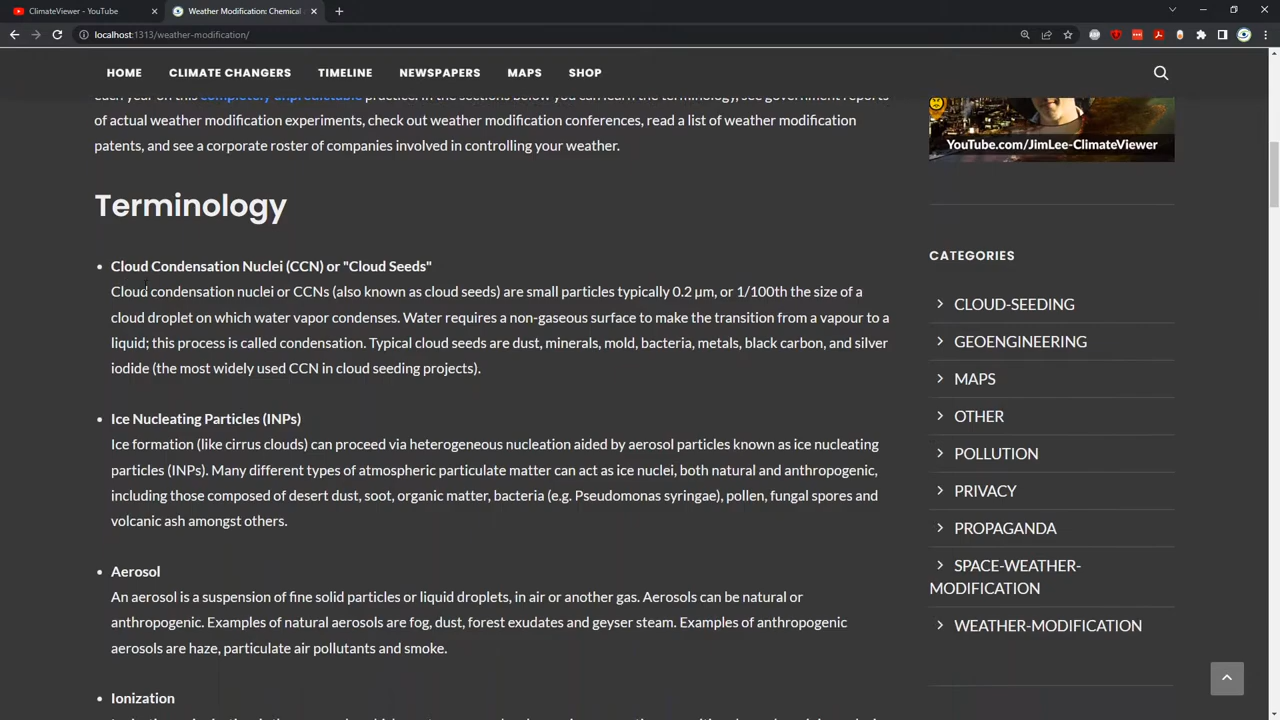 ClimateViewer - YouTube
Weather Modification: Chemical
localhost:1313/weather-modification/
HOME CLIMATE CHANGERS TIMELINE NEWSPAPERS MAPS SHOP
each year on this completely unpredictable practice. In the sections below you can learn the terminology, see government reports
of actual weather modification experiments, check out weather modification conferences, read a list of weather modification
patents, and see a corporate roster of companies involved in controlling your weather.
YouTube.com/JimLee-ClimateViewer
Terminology
• Cloud Condensation Nuclei (CCN) or "Cloud Seeds"
Cloud condensation nuclei or CCNs (also known as cloud seeds) are small particles typically 0.2 µm, or 1/100th the size of a
cloud droplet on which water vapor condenses. Water requires a non-gaseous surface to make the transition from a vapour to a
liquid; this process is called condensation. Typical cloud seeds are dust, minerals, mold, bacteria, metals, black carbon, and silver
iodide (the most widely used CCN in cloud seeding projects).
• Ice Nucleating Particles (INPs)
Ice formation (like cirrus clouds) can proceed via heterogeneous nucleation aided by aerosol particles known as ice nucleating
particles (INPs). Many different types of atmospheric particulate matter can act as ice nuclei, both natural and anthropogenic,
including those composed of desert dust, soot, organic matter, bacteria (e.g. Pseudomonas syringae), pollen, fungal spores and
volcanic ash amongst others.
• Aerosol
An aerosol is a suspension of fine solid particles or liquid droplets, in air or another gas. Aerosols can be natural or
anthropogenic. Examples of natural aerosols are fog, dust, forest exudates and geyser steam. Examples of anthropogenic
aerosols are haze, particulate air pollutants and smoke.
• Ionization
CATEGORIES
CLOUD-SEEDING
GEOENGINEERING
MAPS
OTHER
POLLUTION
PRIVACY
PROPAGANDA
SPACE-WEATHER-
MODIFICATION
WEATHER-MODIFICATION